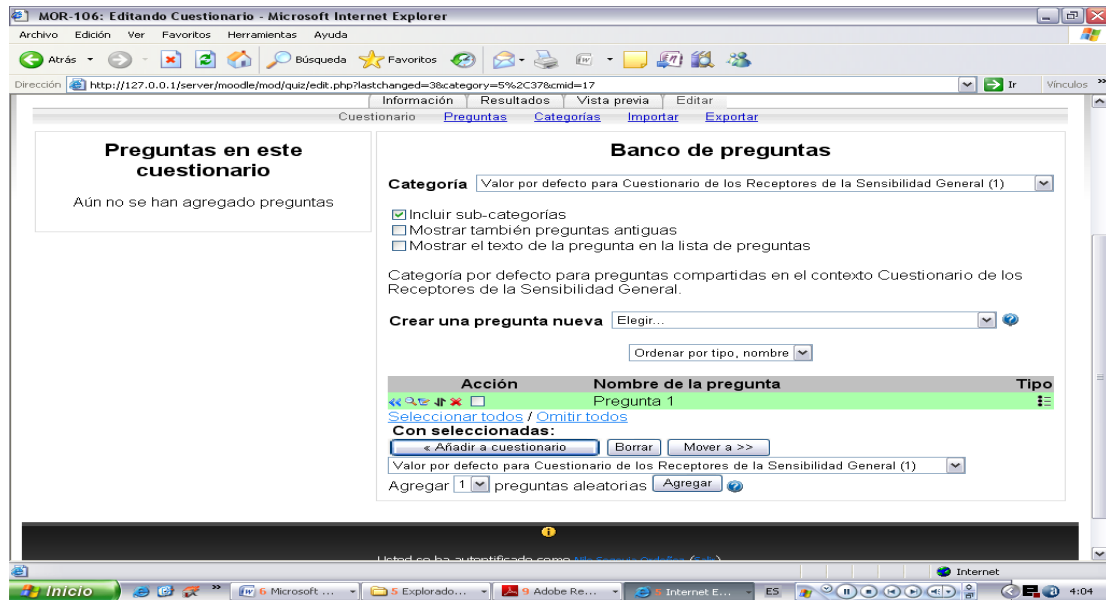 MOR-106: Editando Cuestionario - Microsoft Internet Explorer
Archivo Edición Ver Favoritos Herramientas Ayuda
Atrás Búsqueda Favoritos
Dirección http://127.0.0.1/server/moodle/mod/quiz/edit.php?lastchanged=3&category=5%2C37&cmid=17 Ir Vínculos »
Información Resultados Vista previa Editar
Cuestionario Preguntas Categorías Importar Exportar
Preguntas en este
cuestionario
Aún no se han agregado preguntas
Banco de preguntas
Categoría Valor por defecto para Cuestionario de los Receptores de la Sensibilidad General (1)
Incluir sub-categorías
Mostrar también preguntas antiguas
Mostrar el texto de la pregunta en la lista de preguntas
Categoría por defecto para preguntas compartidas en el contexto Cuestionario de los
Receptores de la Sensibilidad General.
Crear una pregunta nueva Elegir...
Ordenar por tipo, nombre
Acción Nombre de la pregunta Tipo
Pregunta 1
Seleccionar todos / Omitir todos
Con seleccionadas:
« Añadir a cuestionario Borrar Mover a >>
Valor por defecto para Cuestionario de los Receptores de la Sensibilidad General (1)
Agregar 1 preguntas aleatorias Agregar
Usted se ha autentificado como
Internet
Inicio » 6 Microsoft ... 5 Explorado... 9 Adobe Re... Internet E... ES 4:04